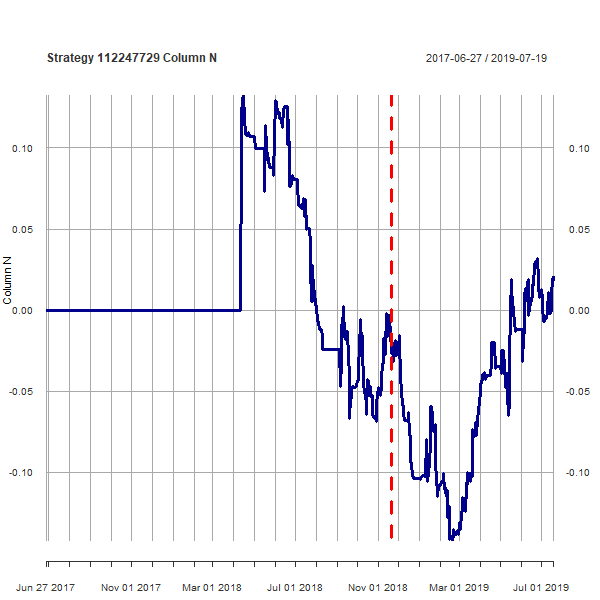 Strategy 112247729 Column N
2017-06-27 / 2019-07-19
Column N
0.10
0.05
0.00
-0.05
-0.10
0.10
0.05
0.00
-0.05
-0.10
Jun 27 2017
Nov 01 2017
Mar 01 2018
Jul 01 2018
Nov 01 2018
Mar 01 2019
Jul 01 2019